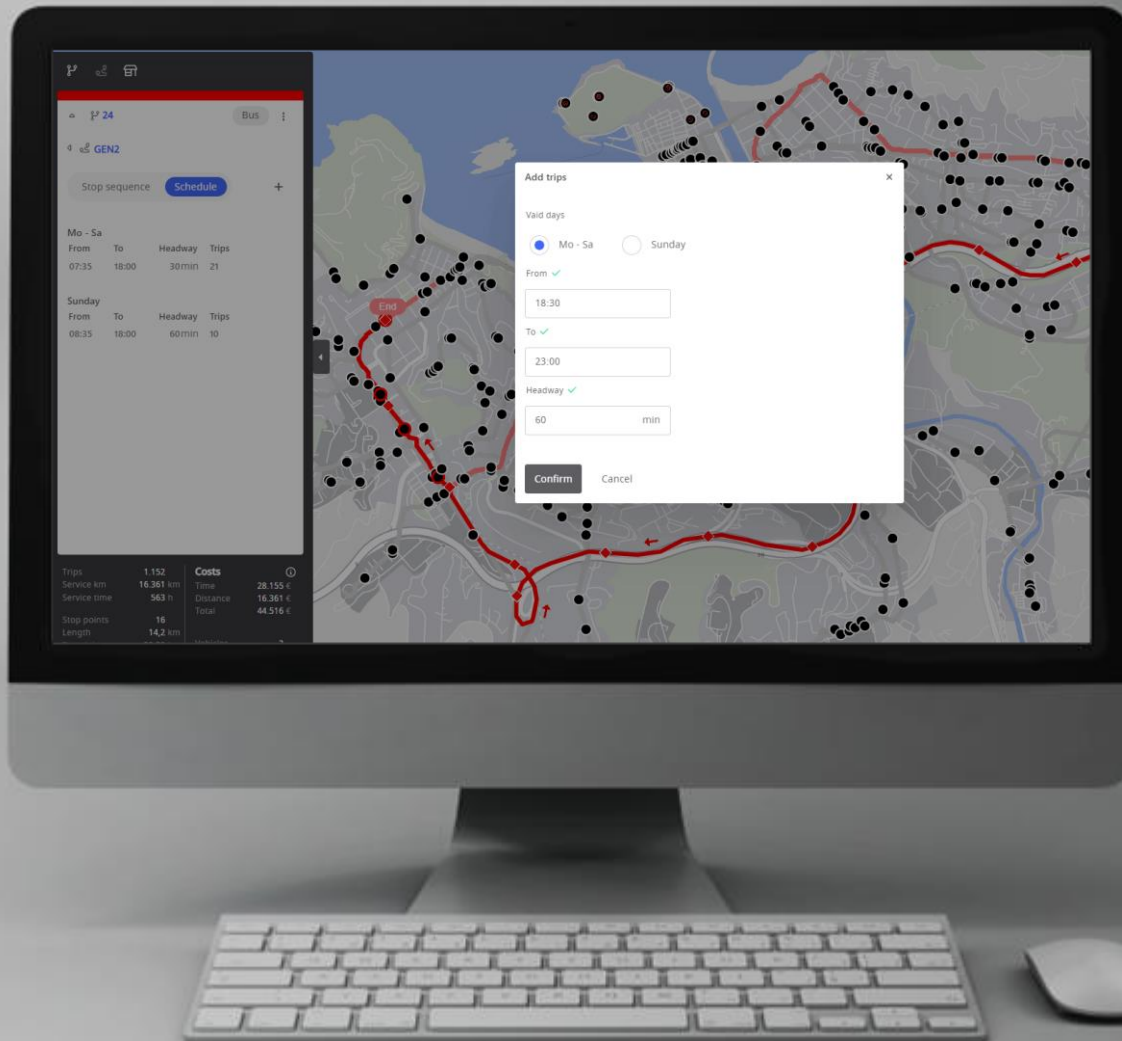 24
Bus
GEN2
Stop sequence
Schedule
+
Mo - Sa
From To Headway Trips
07:35 18:00 30min 21
Sunday
From To Headway Trips
08:35 18:00 60min 10
Trips 1.152
Service km 16.361 km
Service time 563 h
Stop points 16
Length 14,2 km
Costs
Time 28.155 €
Distance 16.361 €
Total 44.516 €
End
Add trips
Vaid days
Mo - Sa
Sunday
From
18:30
To
23:00
Headway
60 min
Confirm
Cancel